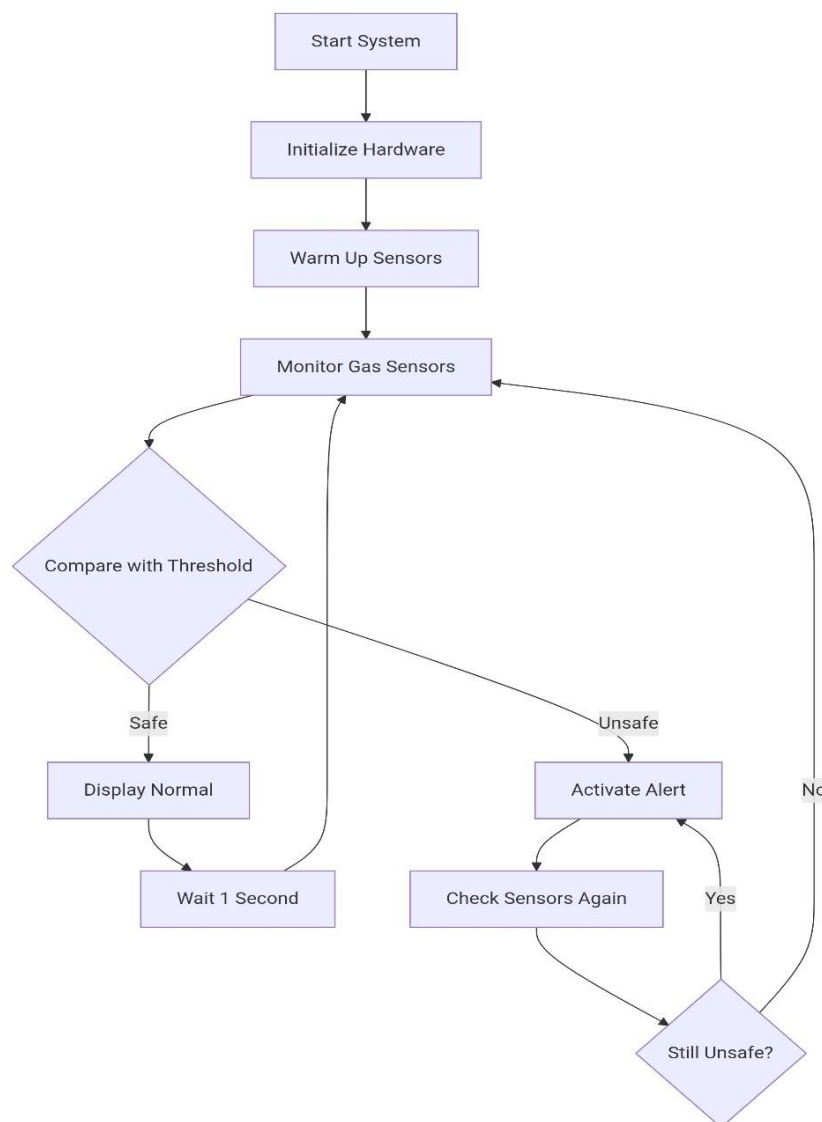 Start System
Initialize Hardware
Warm Up Sensors
Monitor Gas Sensors
Compare with Threshold
Safe
Unsafe
Display Normal
Activate Alert
No
Wait 1 Second
Check Sensors Again
Yes
Still Unsafe?